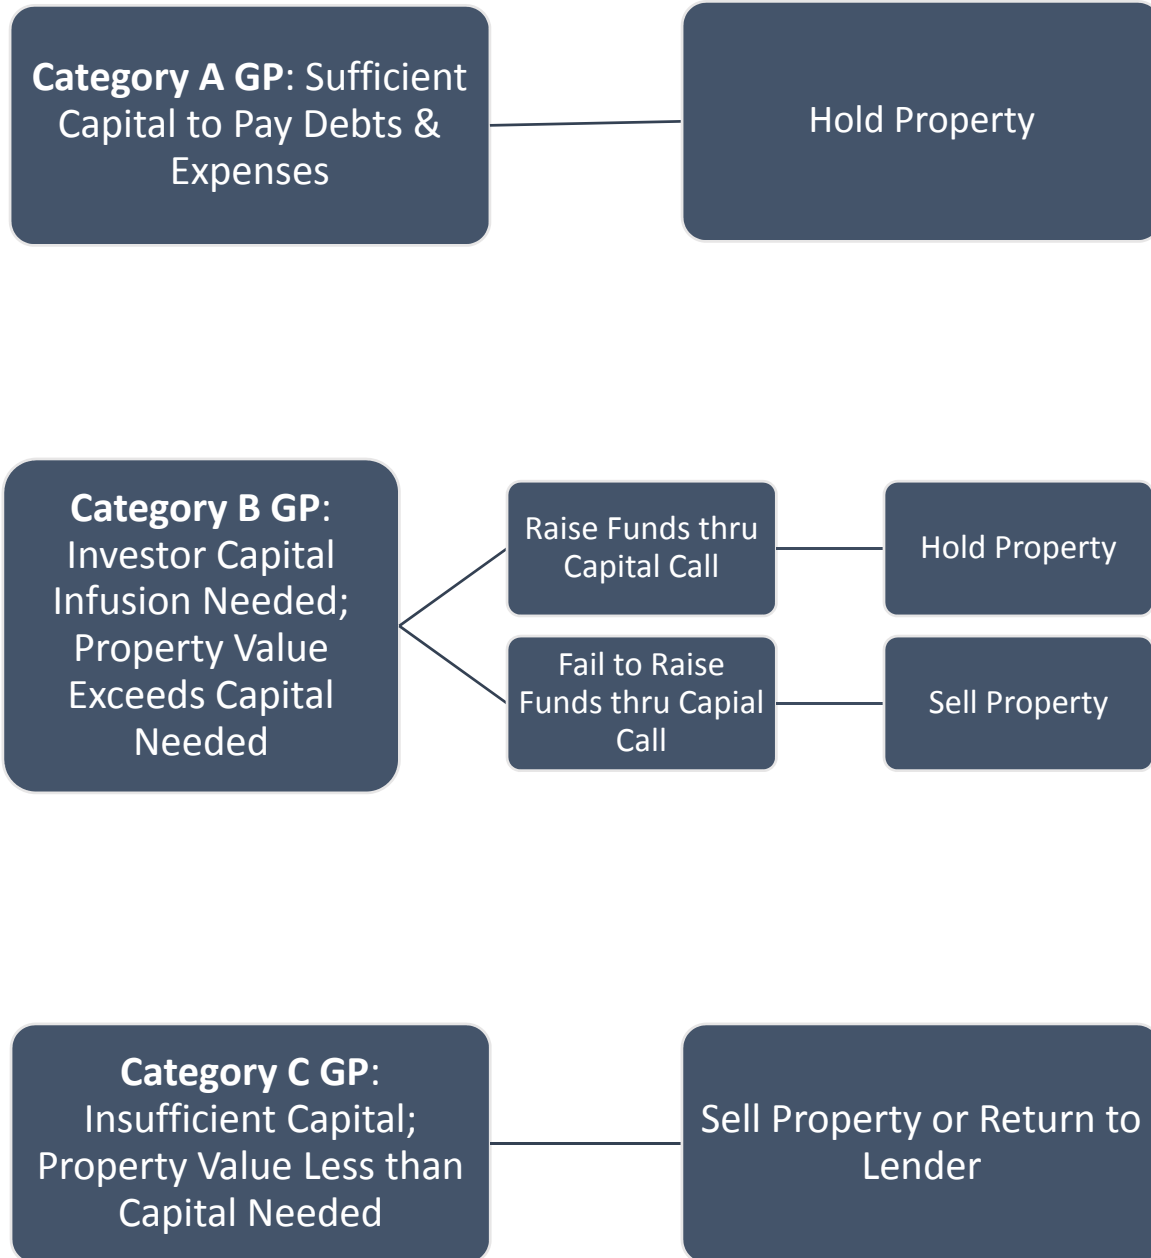 Category A GP: Sufficient
Capital to Pay Debts &
Expenses
Hold Property
Category B GP:
Investor Capital
Infusion Needed;
Property Value
Exceeds Capital
Needed
Raise Funds thru
Capital Call
Hold Property
Fail to Raise
Funds thru Capial
Call
Sell Property
Category C GP:
Insufficient Capital;
Property Value Less than
Capital Needed
Sell Property or Return to
Lender